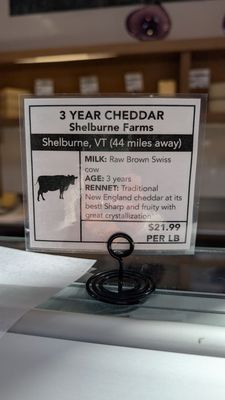 3 YEAR CHEDDAR
Shelburne Farms
Shelburne, VT (44 miles away)
MILK: Raw Brown Swiss
cow
AGE: 3 years
RENNET: Traditional
New England cheddar at its
best! Sharp and fruity with
great crystallization
$21.99
PER LB